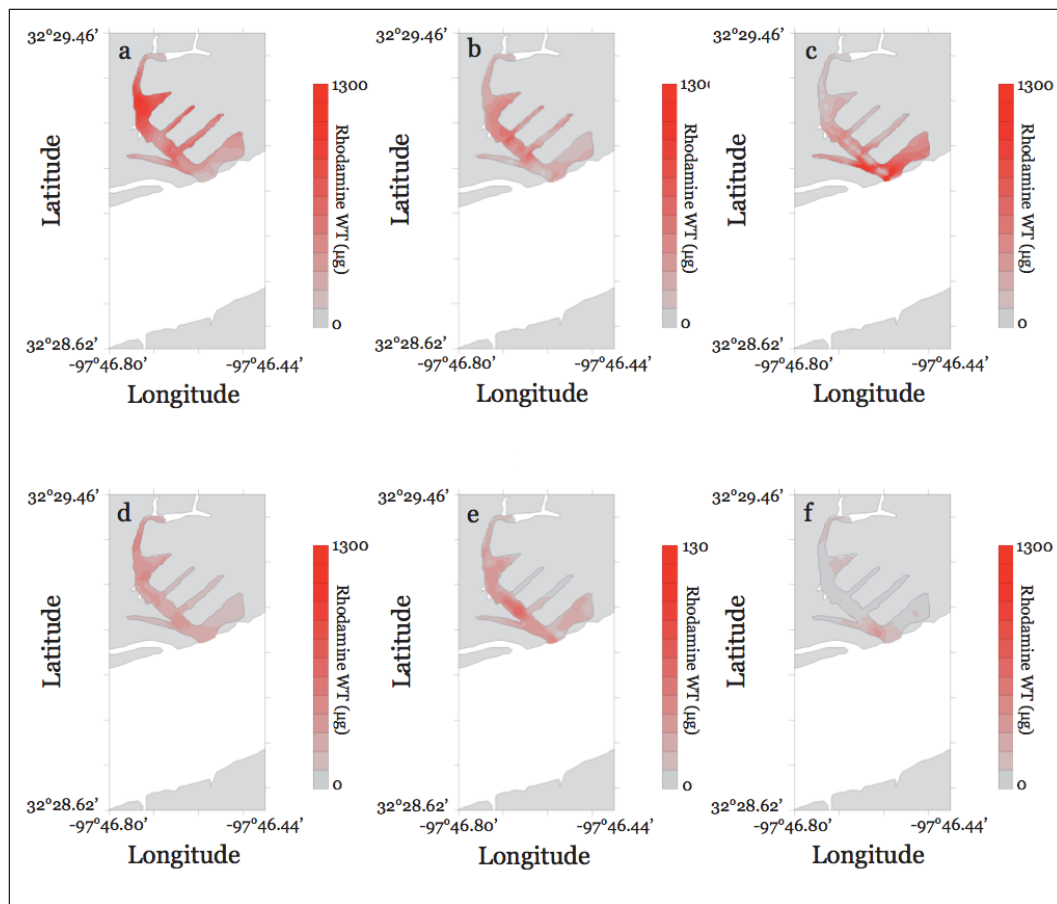 32°29.46'
a
Latitude
1300
Rhodamine WT (µg)
0
32°28.62'
-97°46.80' -97°46.44'
Longitude
32°29.46'
b
Latitude
130
Rhodamine WT (µg)
0
32°28.62'
-97°46.80' -97°46.44'
Longitude
32°29.46'
c
Latitude
1300
Rhodamine WT (µg)
0
32°28.62'
-97°46.80' -97°46.44'
Longitude
32°29.46'
d
Latitude
1300
Rhodamine WT (µg)
0
32°28.62'
-97°46.80' -97°46.44'
Longitude
32°29.46'
e
Latitude
130
Rhodamine WT (µg)
0
32°28.62'
-97°46.80' -97°46.44'
Longitude
32°29.46'
f
Latitude
1300
Rhodamine WT (µg)
0
32°28.62'
-97°46.80' -97°46.44'
Longitude